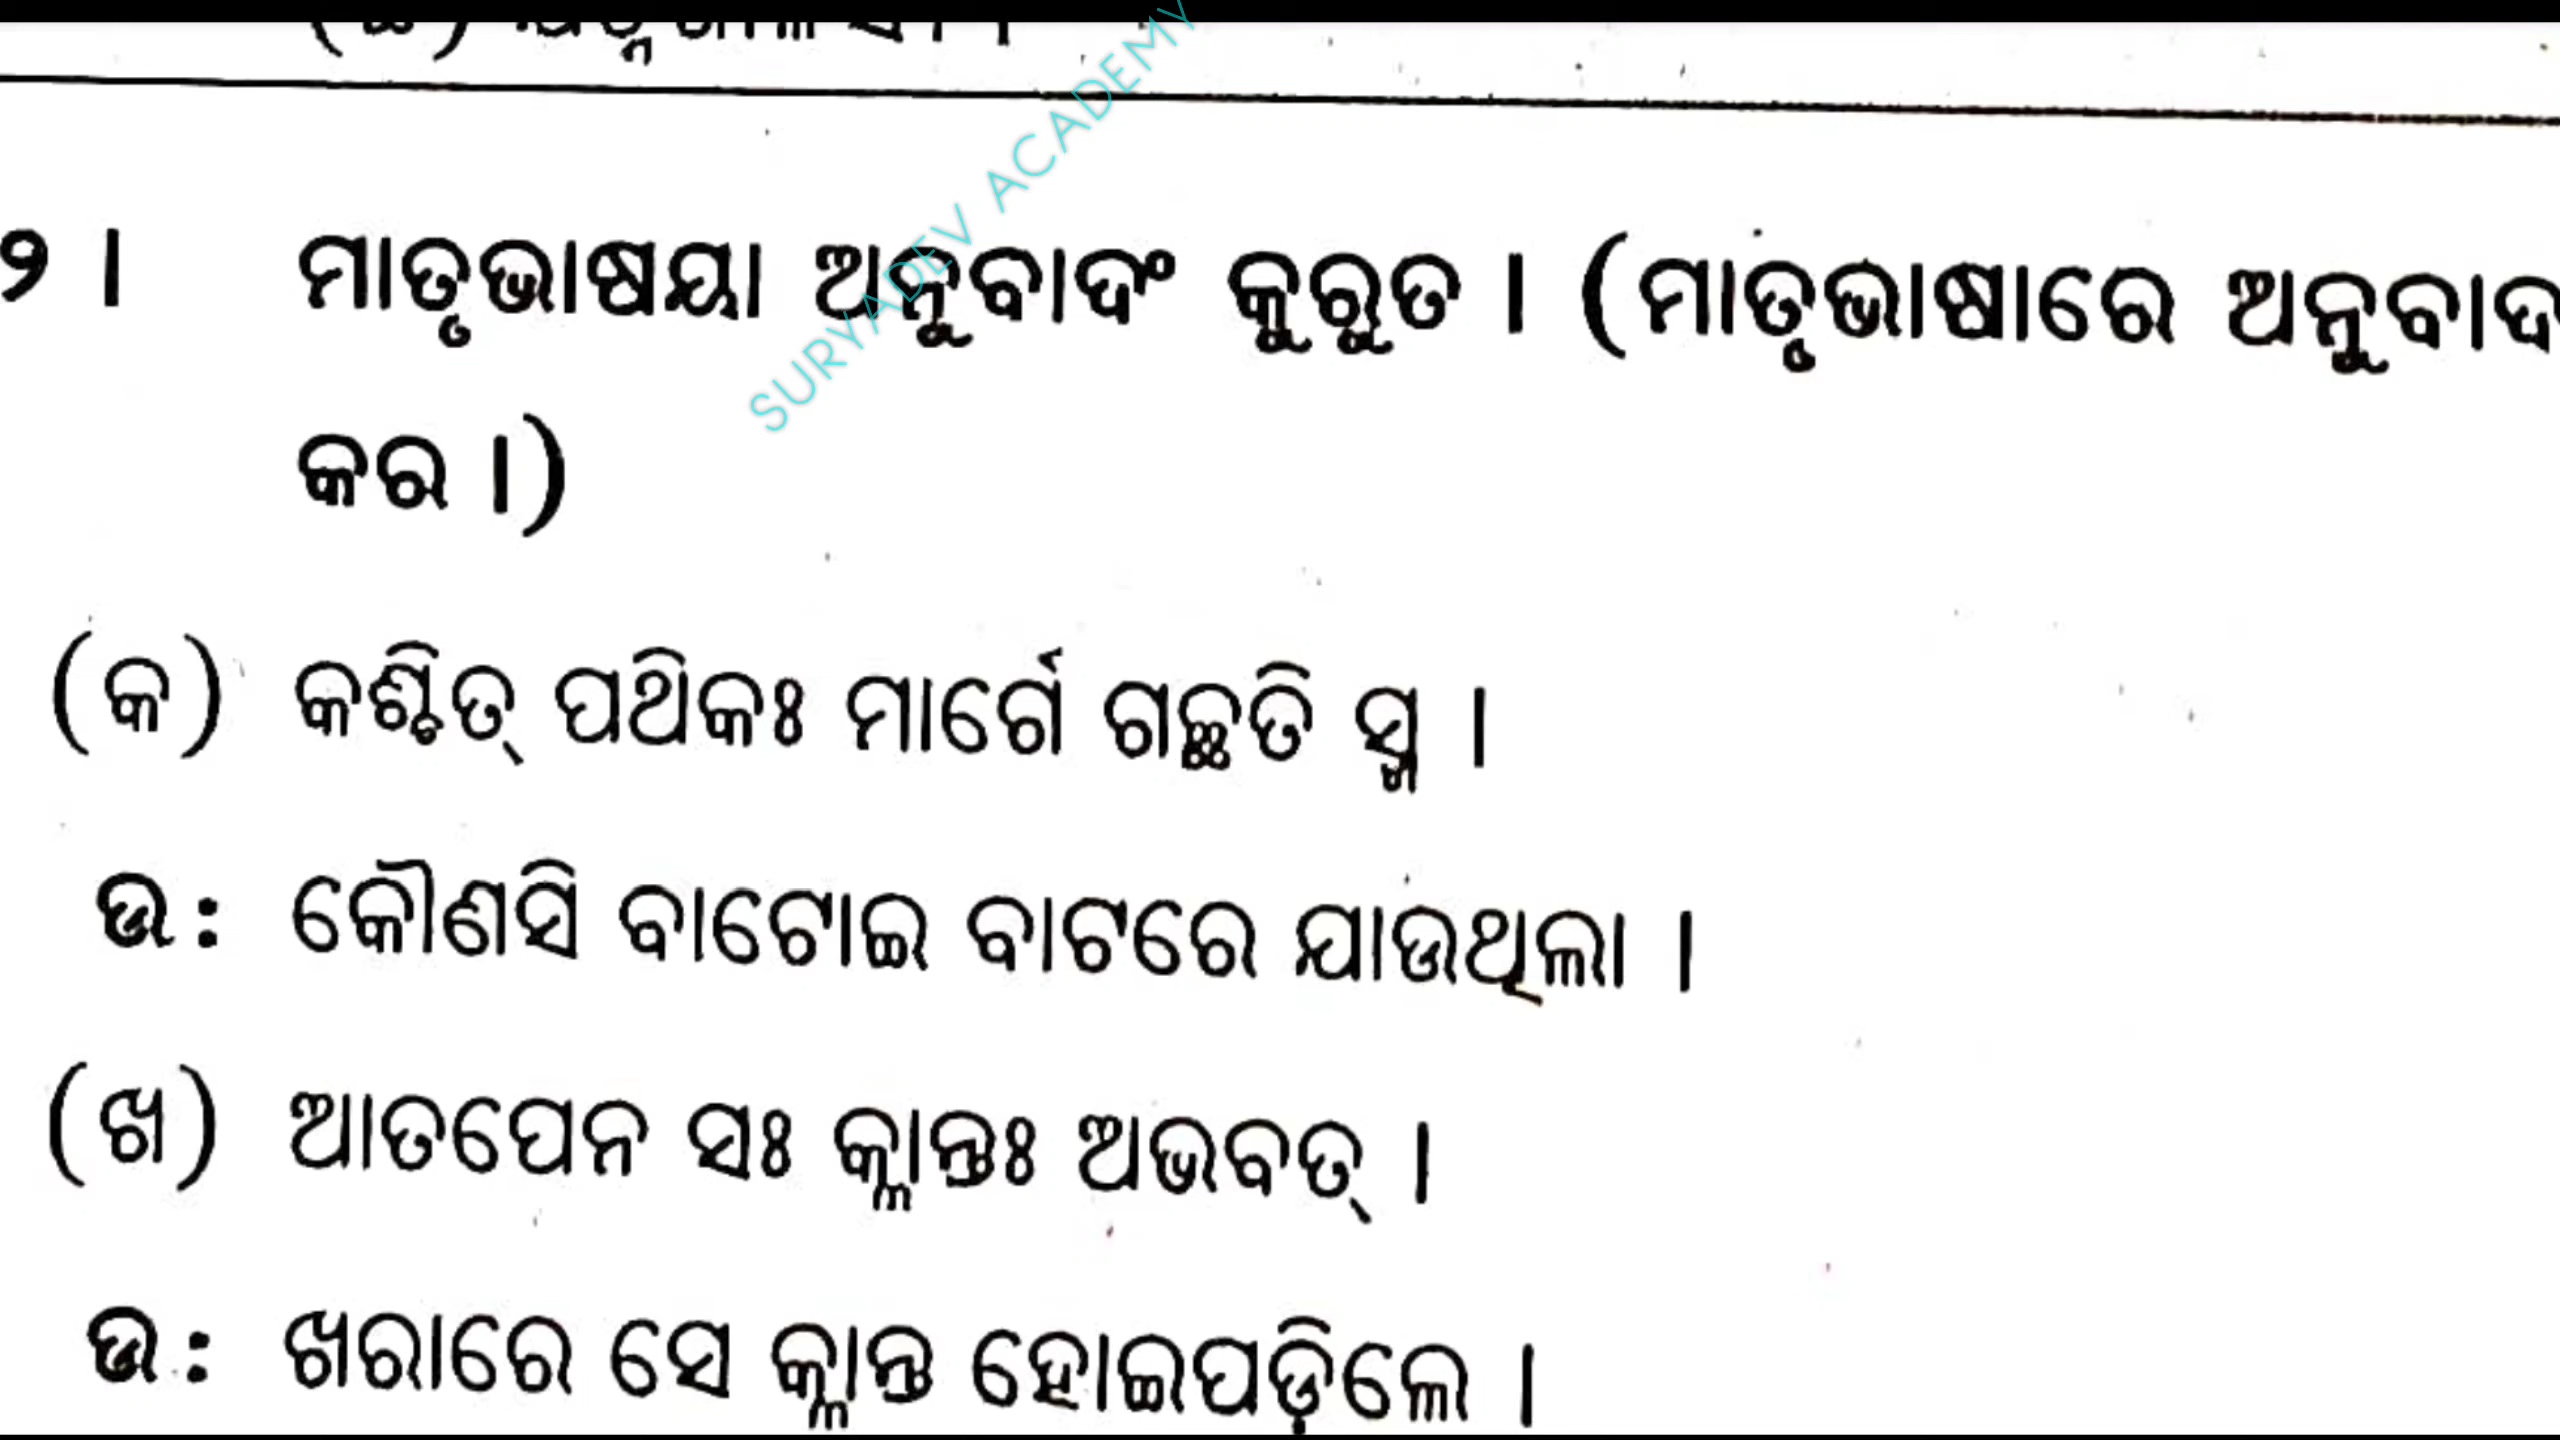 SURYADEV ACADEMY
୨ । ମାତୃଭାଷୟା ଅନୁବାଦଂ କୁରୁତ । (ମାତୃଭାଷାରେ ଅନୁବାଦ
କର ।)
(କ) କଶ୍ଚିତ୍ ପଥିକଃ ମାର୍ଗେ ଗଚ୍ଛତି ସ୍ମ ।
ଉ : କୌଣସି ବାଟୋଇ ବାଟରେ ଯାଉଥିଲା ।
(ଖ) ଆତପେନ ସଃ କ୍ଳାନ୍ତଃ ଅଭବତ୍ ।
ଉ : ଖରାରେ ସେ କ୍ଳାନ୍ତ ହୋଇପଡ଼ିଲେ ।